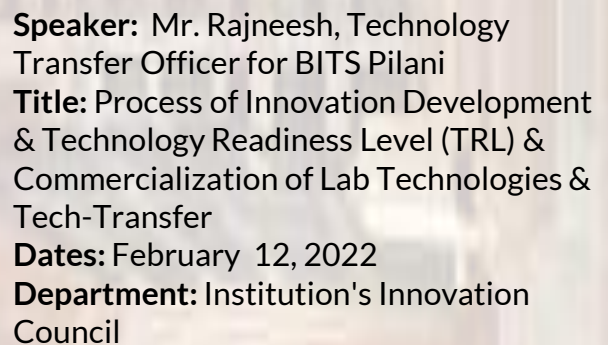 Speaker: Mr. Rajneesh, Technology
Transfer Officer for BITS Pilani
Title: Process of Innovation Development
& Technology Readiness Level (TRL) &
Commercialization of Lab Technologies &
Tech-Transfer
Dates: February 12, 2022
Department: Institution's Innovation
Council